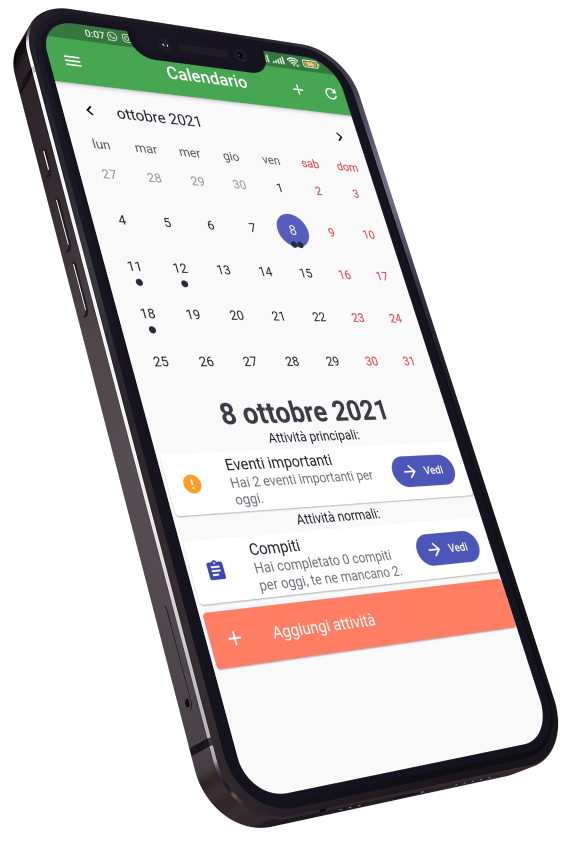 0:07
Calendario
ottobre 2021
lun mar mer gio ven sab dom
27 28 29 30 1 2 3
4 5 6 7 8 9 10
11 12 13 14 15 16 17
18 19 20 21 22 23 24
25 26 27 28 29 30 31
8 ottobre 2021
Attività principali:
Eventi importanti
Hai 2 eventi importanti per
oggi.
Vedi
Attività normali:
Compiti
Hai completato 0 compiti
per oggi, te ne mancano 2.
Vedi
Aggiungi attività